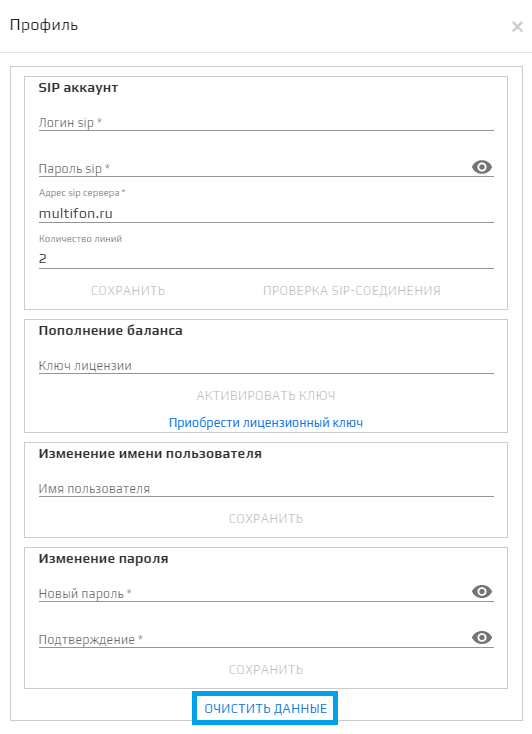 Профиль
SIP аккаунт
Логин sip *
Пароль sip *
Адрес sip сервера *
multifon.ru
Количество линий
2
СОХРАНИТЬ ПРОВЕРКА SIP-СОЕДИНЕНИЯ
Пополнение баланса
Ключ лицензии
АКТИВИРОВАТЬ КЛЮЧ
Приобрести лицензионный ключ
Изменение имени пользователя
Имя пользователя
СОХРАНИТЬ
Изменение пароля
Новый пароль *
Подтверждение *
СОХРАНИТЬ
ОЧИСТИТЬ ДАННЫЕ